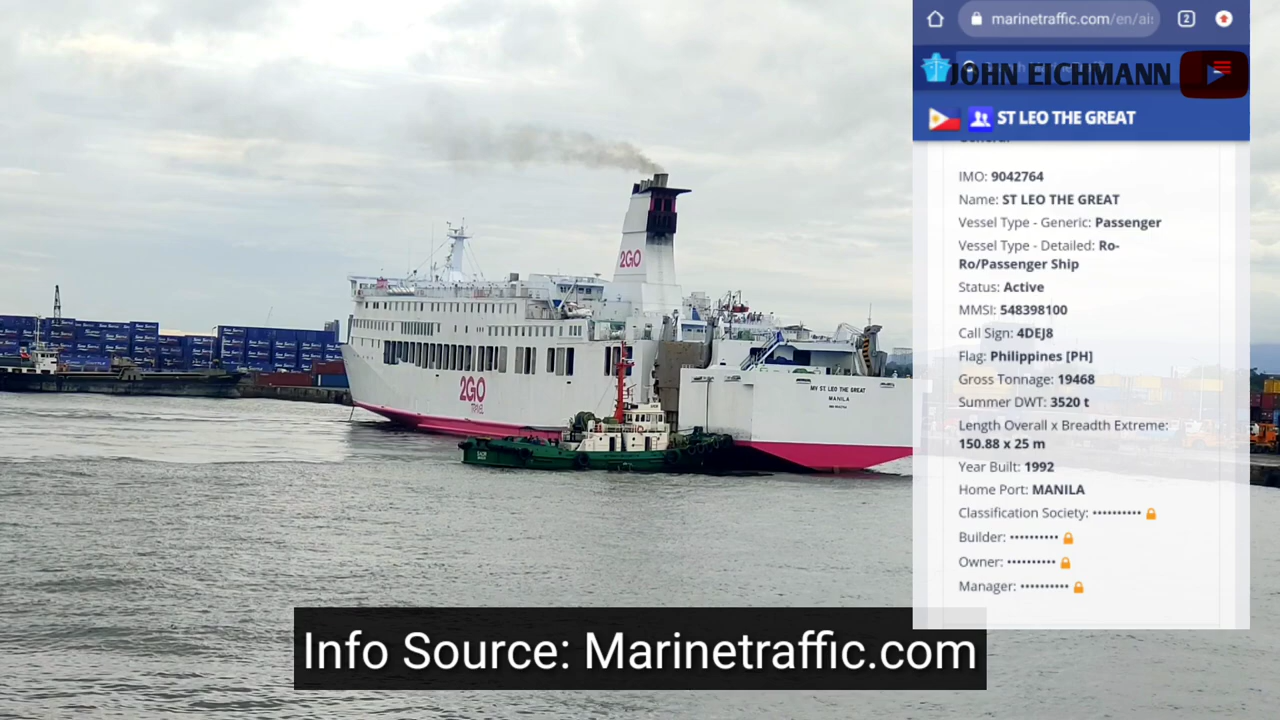 marinetraffic.com/en/ais
2
JOHN EICHMANN
ST LEO THE GREAT
General
IMO: 9042764
Name: ST LEO THE GREAT
Vessel Type - Generic: Passenger
Vessel Type - Detailed: Ro-
Ro/Passenger Ship
Status: Active
MMSI: 548398100
Call Sign: 4DEJ8
Flag: Philippines [PH]
Gross Tonnage: 19468
Summer DWT: 3520 t
Length Overall x Breadth Extreme:
150.88 x 25 m
Year Built: 1992
Home Port: MANILA
Classification Society: ••••••••••
Builder: ••••••••••
Owner: ••••••••••
Manager: ••••••••••
2GO
2GO
TRAVEL
MV ST. LEO THE GREAT
MANILA
Info Source: Marinetraffic.com